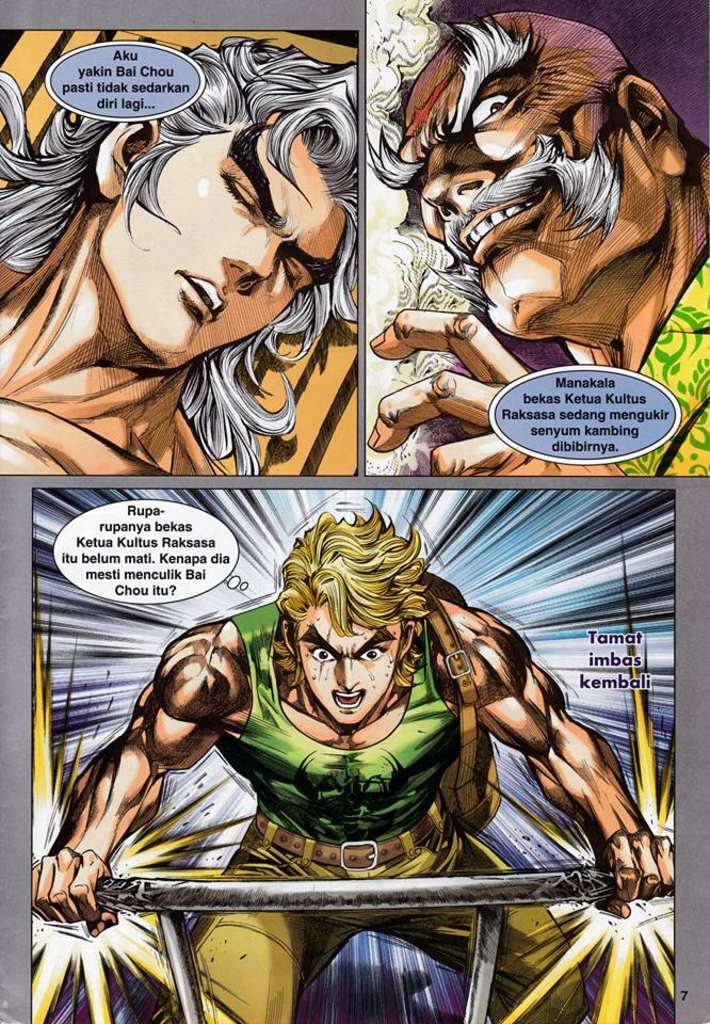 Aku
yakin Bai Chou
pasti tidak sedarkan
diri lagi...
Manakala
bekas Ketua Kultus
Raksasa sedang mengukir
senyum kambing
dibibirnya.
Rupa-
rupanya bekas
Ketua Kultus Raksasa
itu belum mati. Kenapa dia
mesti menculik Bai
Chou itu?
Tamat
imbas
kembali
7